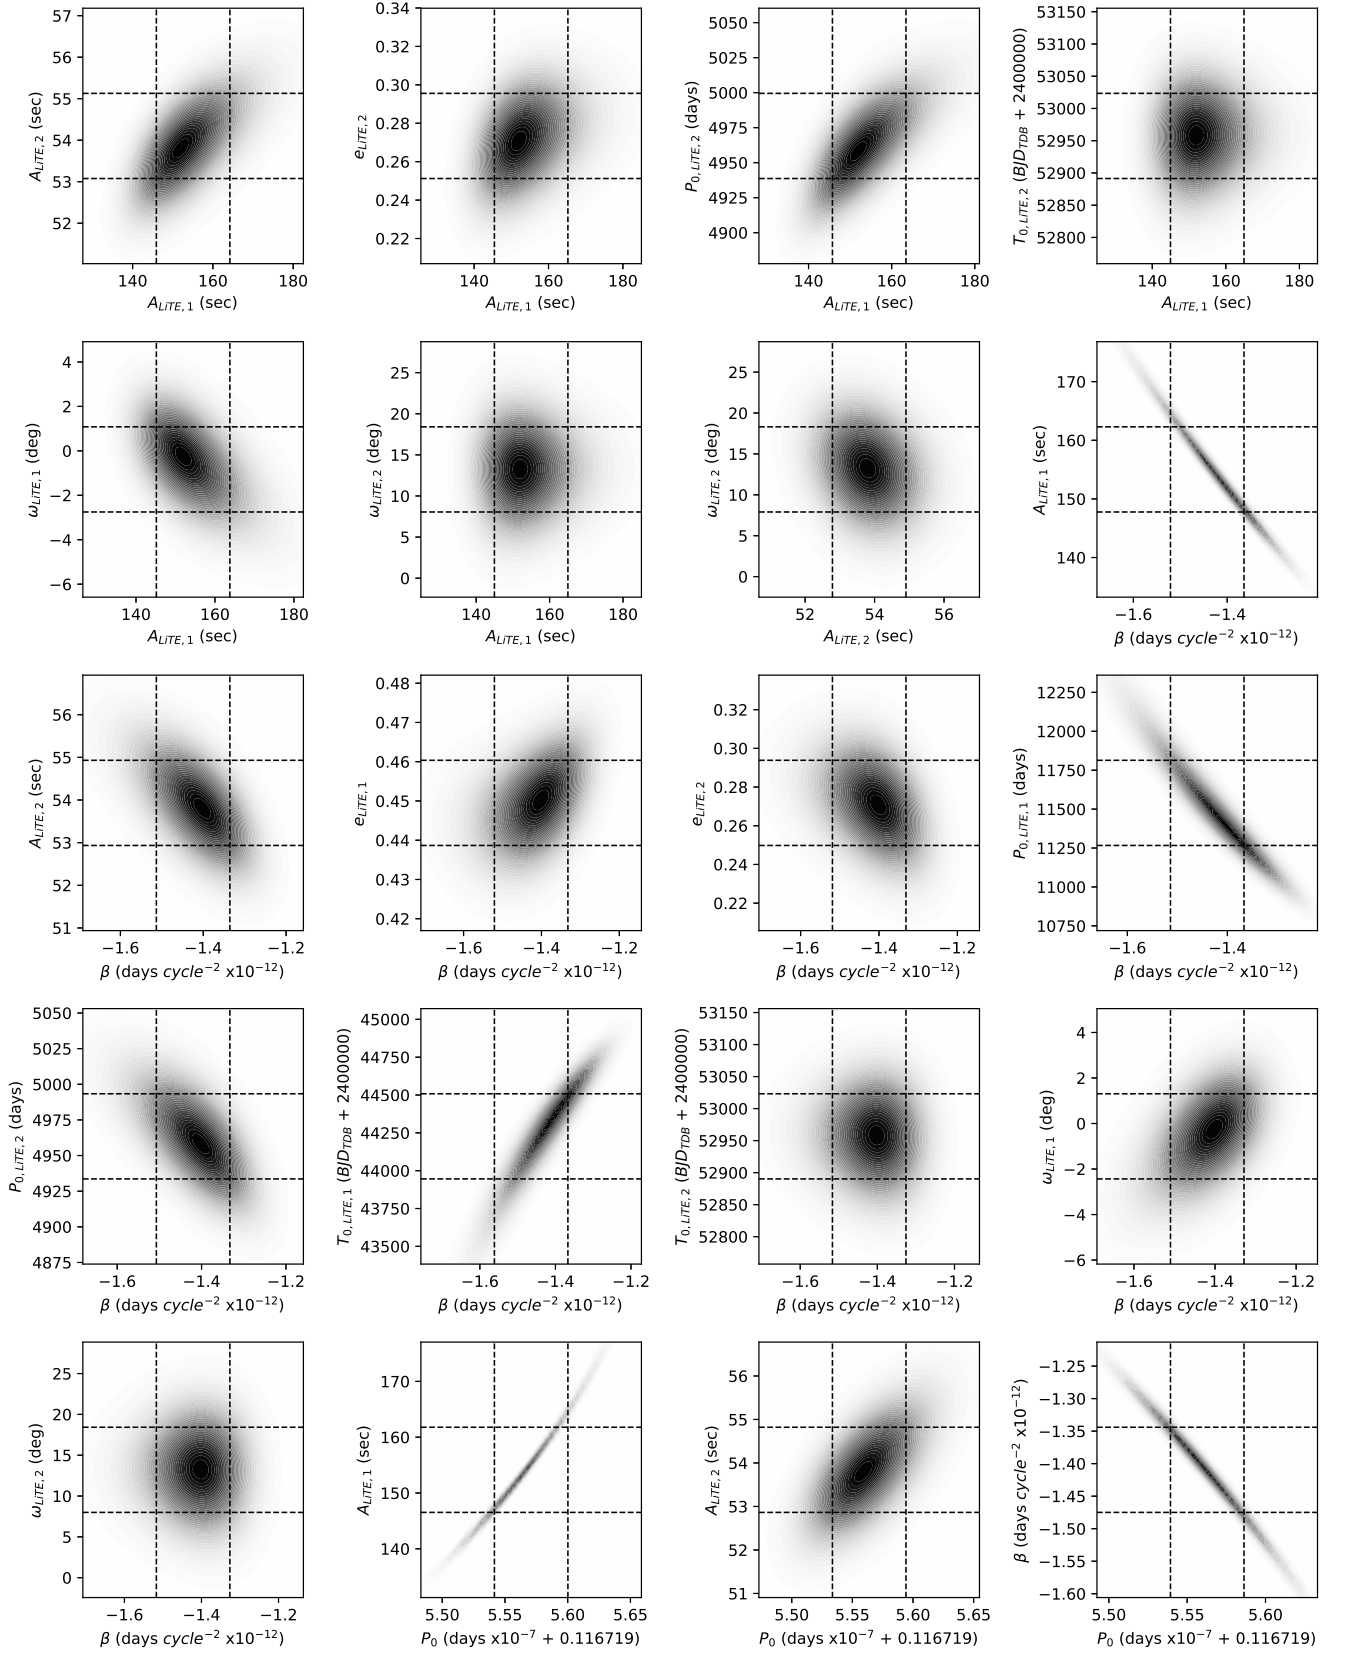 57
56
55
54
53
52
A_LiTE,2 (sec)
140 160 180
A_LiTE,1 (sec)
0.34
0.32
0.30
0.28
0.26
0.24
0.22
e_LiTE,2
140 160 180
A_LiTE,1 (sec)
5050
5025
5000
4975
4950
4925
4900
P_0,LiTE,2 (days)
140 160 180
A_LiTE,1 (sec)
53150
53100
53050
53000
52950
52900
52850
52800
T_0,LiTE,2 (BJD_TDB + 2400000)
140 160 180
A_LiTE,1 (sec)
4
2
0
−2
−4
−6
ω_LiTE,1 (deg)
140 160 180
A_LiTE,1 (sec)
25
20
15
10
5
0
ω_LiTE,2 (deg)
140 160 180
A_LiTE,1 (sec)
25
20
15
10
5
0
ω_LiTE,2 (deg)
52 54 56
A_LiTE,2 (sec)
170
160
150
140
A_LiTE,1 (sec)
−1.6 −1.4
β (days cycle⁻² x10⁻¹²)
56
55
54
53
52
51
A_LiTE,2 (sec)
−1.6 −1.4 −1.2
β (days cycle⁻² x10⁻¹²)
0.48
0.47
0.46
0.45
0.44
0.43
0.42
e_LiTE,1
−1.6 −1.4 −1.2
β (days cycle⁻² x10⁻¹²)
0.32
0.30
0.28
0.26
0.24
0.22
e_LiTE,2
−1.6 −1.4 −1.2
β (days cycle⁻² x10⁻¹²)
12250
12000
11750
11500
11250
11000
10750
P_0,LiTE,1 (days)
−1.6 −1.4
β (days cycle⁻² x10⁻¹²)
5050
5025
5000
4975
4950
4925
4900
4875
P_0,LiTE,2 (days)
−1.6 −1.4 −1.2
β (days cycle⁻² x10⁻¹²)
45000
44750
44500
44250
44000
43750
43500
T_0,LiTE,1 (BJD_TDB + 2400000)
−1.6 −1.4 −1.2
β (days cycle⁻² x10⁻¹²)
53150
53100
53050
53000
52950
52900
52850
52800
T_0,LiTE,2 (BJD_TDB + 2400000)
−1.6 −1.4 −1.2
β (days cycle⁻² x10⁻¹²)
4
2
0
−2
−4
−6
ω_LiTE,1 (deg)
−1.6 −1.4 −1.2
β (days cycle⁻² x10⁻¹²)
25
20
15
10
5
0
ω_LiTE,2 (deg)
−1.6 −1.4 −1.2
β (days cycle⁻² x10⁻¹²)
170
160
150
140
A_LiTE,1 (sec)
5.50 5.55 5.60 5.65
P_0 (days x10⁻⁷ + 0.116719)
56
55
54
53
52
51
A_LiTE,2 (sec)
5.50 5.55 5.60 5.65
P_0 (days x10⁻⁷ + 0.116719)
−1.25
−1.30
−1.35
−1.40
−1.45
−1.50
−1.55
−1.60
β (days cycle⁻² x10⁻¹²)
5.50 5.55 5.60
P_0 (days x10⁻⁷ + 0.116719)